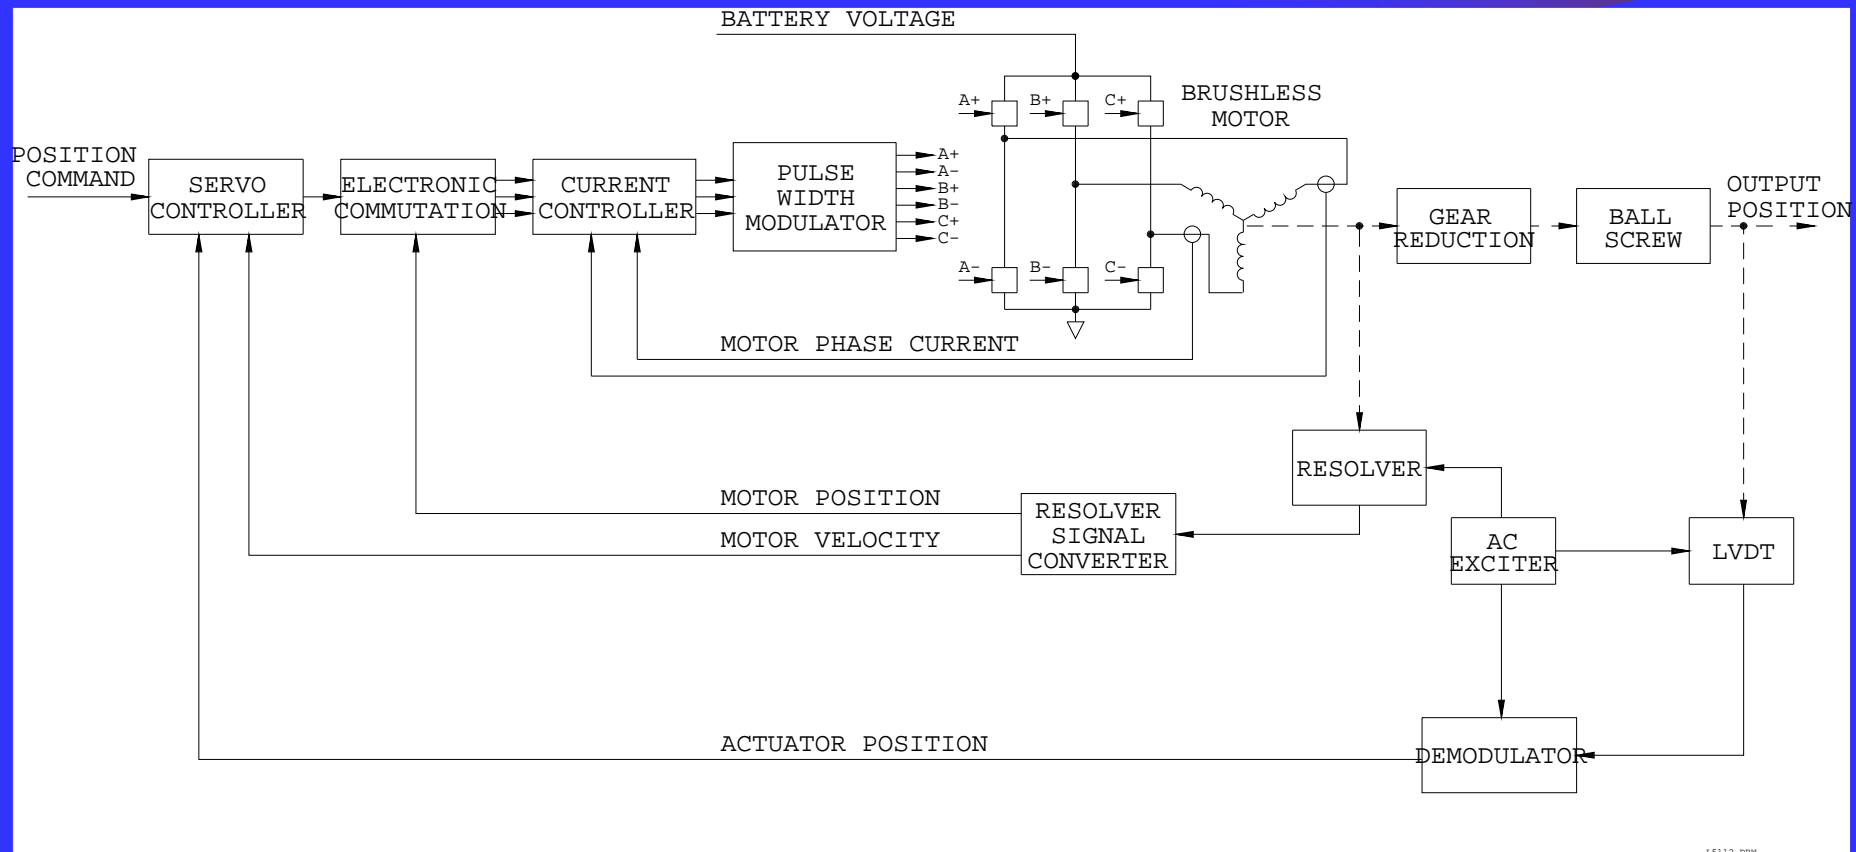 BATTERY VOLTAGE
BRUSHLESS
MOTOR
A+
B+
C+
POSITION
COMMAND
SERVO
CONTROLLER
ELECTRONIC
COMMUTATION
CURRENT
CONTROLLER
PULSE
WIDTH
MODULATOR
A+
A-
B+
B-
C+
C-
A-
B-
C-
GEAR
REDUCTION
BALL
SCREW
OUTPUT
POSITION
MOTOR PHASE CURRENT
RESOLVER
MOTOR POSITION
MOTOR VELOCITY
RESOLVER
SIGNAL
CONVERTER
AC
EXCITER
LVDT
ACTUATOR POSITION
DEMODULATOR